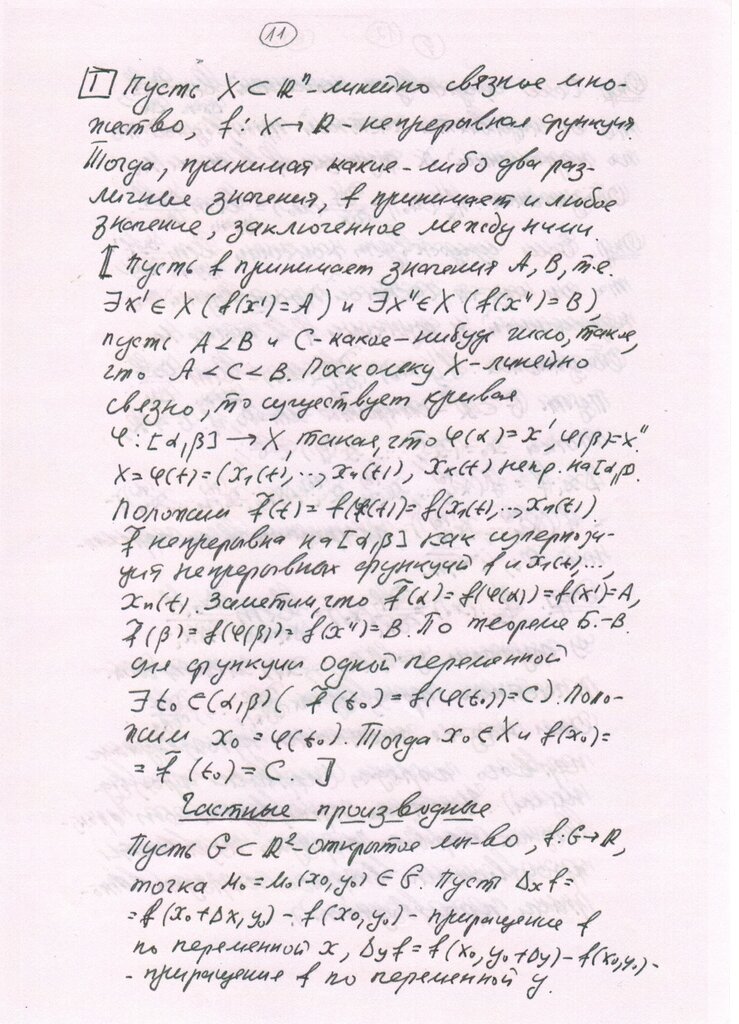 11
Т Пусть X ⊂ ℝⁿ - линейно связное мно-
жество, f: X → ℝ - непрерывная функция.
Тогда, принимая какие-либо два раз-
личные значения, f принимает и любое
значение, заключенное между ними.
[ Пусть f принимает значения A, B, т.е.
∃x' ∈ X (f(x') = A) и ∃x'' ∈ X (f(x'') = B),
пусть A < B и C - какое-нибудь число, такое,
что A < C < B. Поскольку X - линейно
связно, то существует кривая
φ: [α, β] → X, такая, что φ(α) = x', φ(β) = x''.
x = φ(t) = (x₁(t), ..., xₙ(t)), xₖ(t) непр. на [α, β].
Положим f̃(t) = f(φ(t)) = f(x₁(t), .., xₙ(t))
f̃ непрерывна на [α, β] как суперпози-
ция непрерывных функций f и x₁(t), ...,
xₙ(t). Заметим, что f̃(α) = f(φ(α)) = f(x') = A,
f̃(β) = f(φ(β)) = f(x'') = B. По теореме Б.-В.
для функции одной переменной
∃t₀ ∈ (α, β) ( f̃(t₀) = f(φ(t₀)) = C). Поло-
жим x₀ = φ(t₀). Тогда x₀ ∈ X и f(x₀) =
= f̃(t₀) = C. ]
Частные производные
Пусть G ⊂ ℝ² - открытое мн-во, f: G → ℝ,
точка M₀ = M₀(x₀, y₀) ∈ G. Пусть Δₓf =
= f(x₀ + Δx, y₀) - f(x₀, y₀) - приращение f
по переменной x, Δyf = f(x₀, y₀ + Δy) - f(x₀, y₀) -
- приращение f по переменной y.